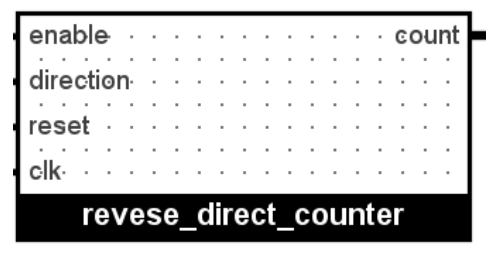 enable count
direction
reset
clk
revese_direct_counter